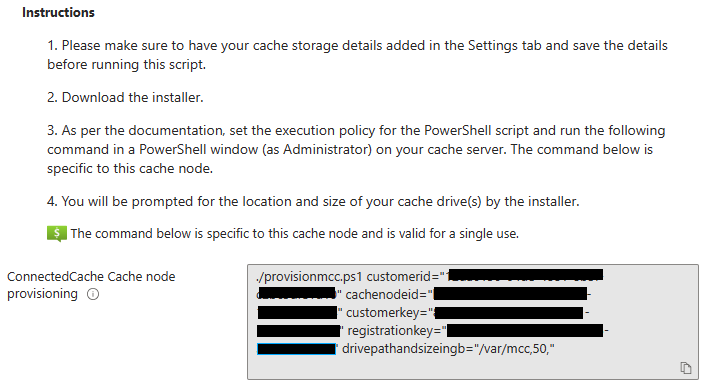 Instructions
1. Please make sure to have your cache storage details added in the Settings tab and save the details
before running this script.
2. Download the installer.
3. As per the documentation, set the execution policy for the PowerShell script and run the following
command in a PowerShell window (as Administrator) on your cache server. The command below is
specific to this cache node.
4. You will be prompted for the location and size of your cache drive(s) by the installer.
$ The command below is specific to this cache node and is valid for a single use.
ConnectedCache Cache node
provisioning
./provisionmcc.ps1 customerid="
" cachenodeid=" -
" customerkey=" -
" registrationkey=" -
" drivepathandsizeingb="/var/mcc,50,"